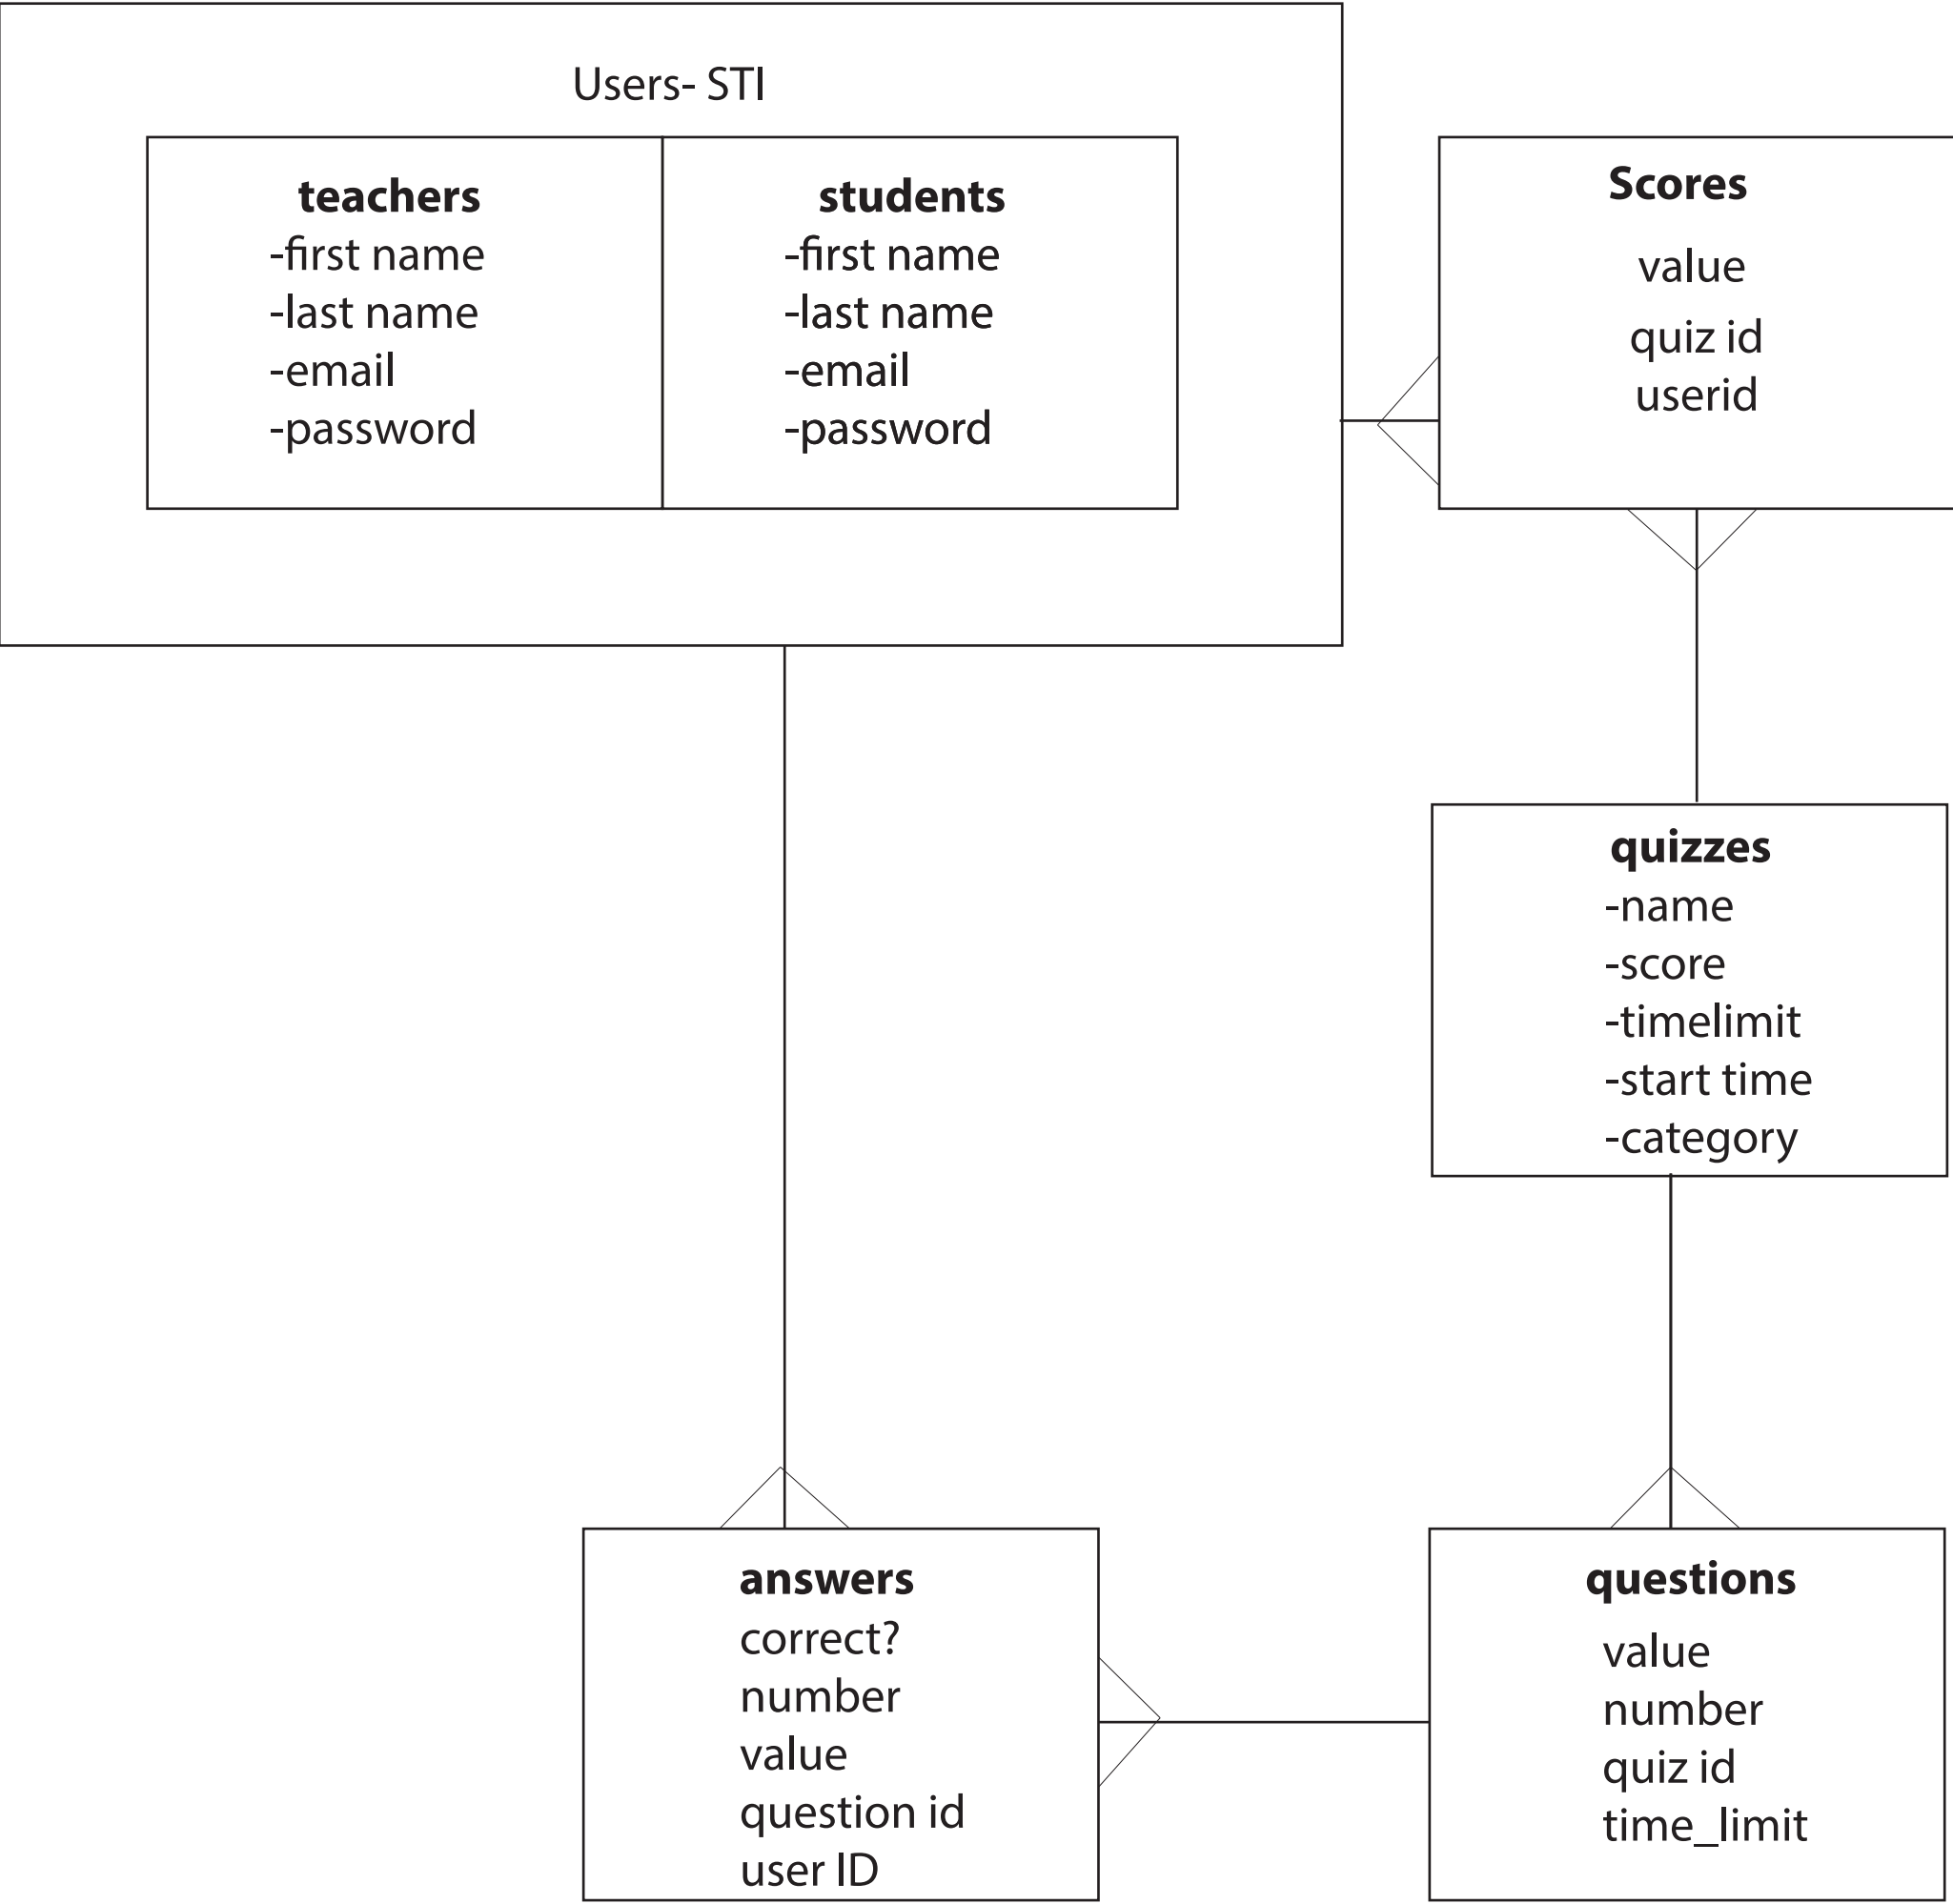 Users- STI
teachers
-first name
-last name
-email
-password
students
-first name
-last name
-email
-password
Scores
value
quiz id
userid
quizzes
-name
-score
-timelimit
-start time
-category
answers
correct?
number
value
question id
user ID
questions
value
number
quiz id
time_limit